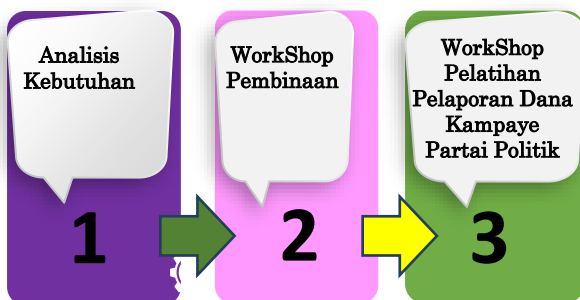 Analisis
Kebutuhan
1
WorkShop
Pembinaan
2
WorkShop
Pelatihan
Pelaporan Dana
Kampaye
Partai Politik
3